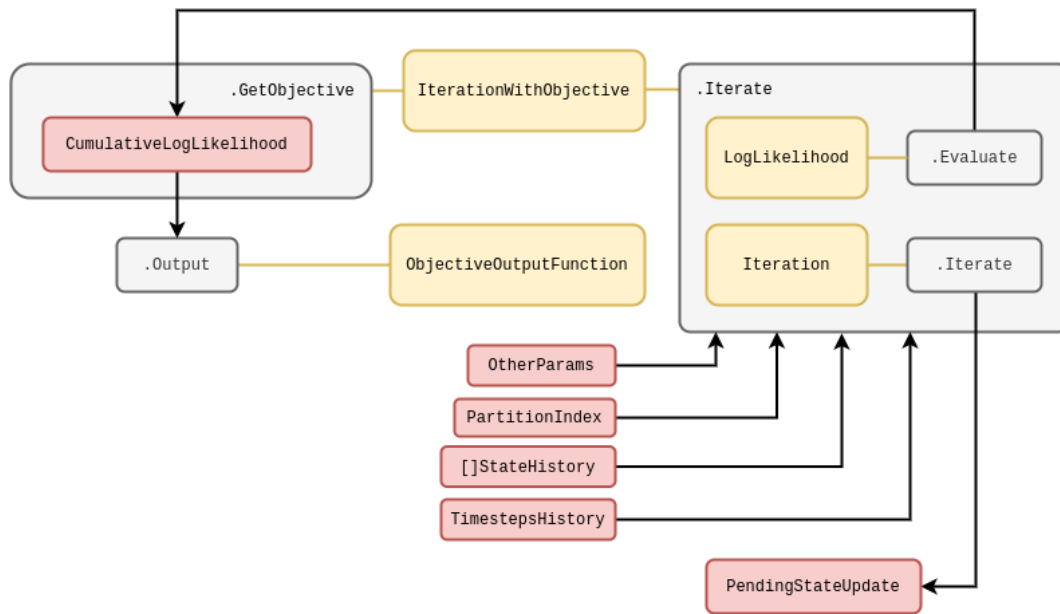 .GetObjective
IterationWithObjective
.Iterate
CumulativeLogLikelihood
LogLikelihood
.Evaluate
.Output
ObjectiveOutputFunction
Iteration
.Iterate
OtherParams
PartitionIndex
[]StateHistory
TimestepsHistory
PendingStateUpdate